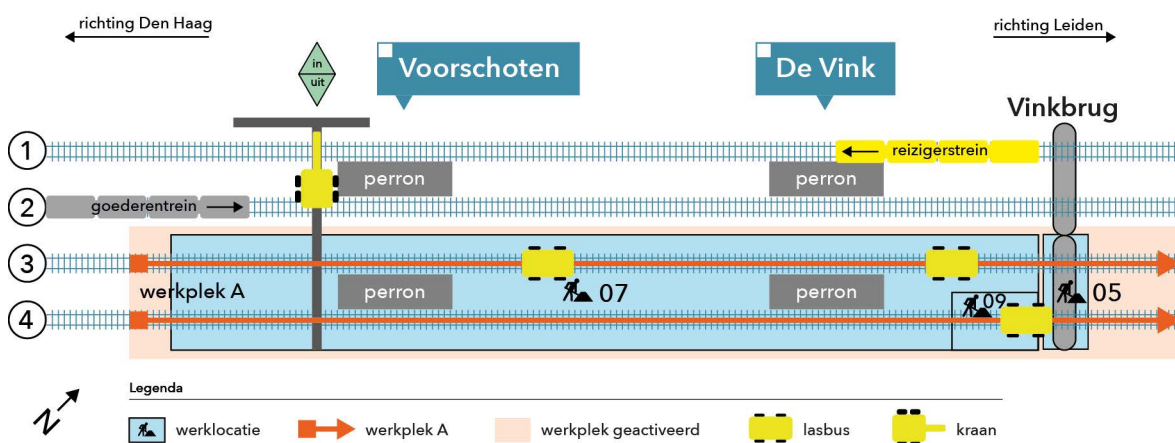 richting Den Haag
richting Leiden
in
uit
Voorschoten
De Vink
Vinkbrug
1
reizigerstrein
perron
perron
2
goederentrein
3
werkplek A
perron
07
perron
09
05
4
N
Legenda
werklocatie
werkplek A
werkplek geactiveerd
lasbus
kraan